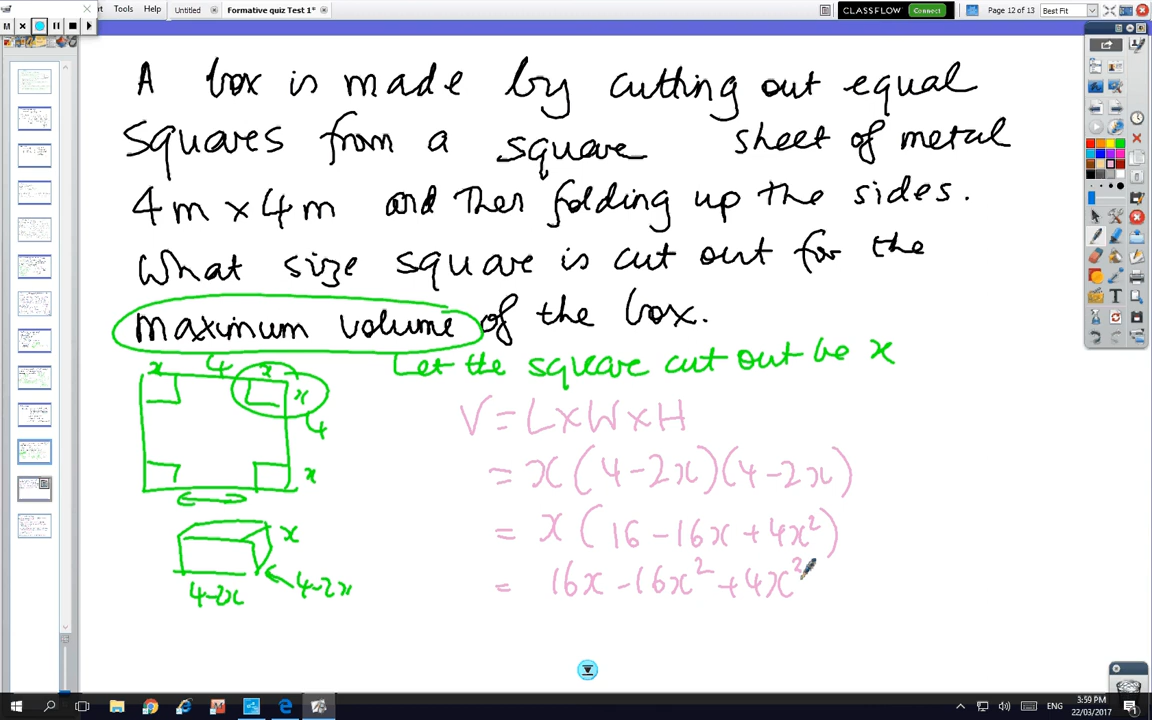 Tools Help Untitled Formative quiz Test 1* CLASSFLOW Connect Page 12 of 13 Best Fit
A box is made by cutting out equal
squares from a square sheet of metal
4m x 4m and then folding up the sides.
What size square is cut out for the
maximum volume of the box.
Let the square cut out be x
x 4 x
x
4
x
V = L x W x H
= x(4-2x)(4-2x)
= x(16-16x+4x²)
= 16x-16x²+4x²
x
4-2x
4-2x
ENG
3:59 PM
22/03/2017